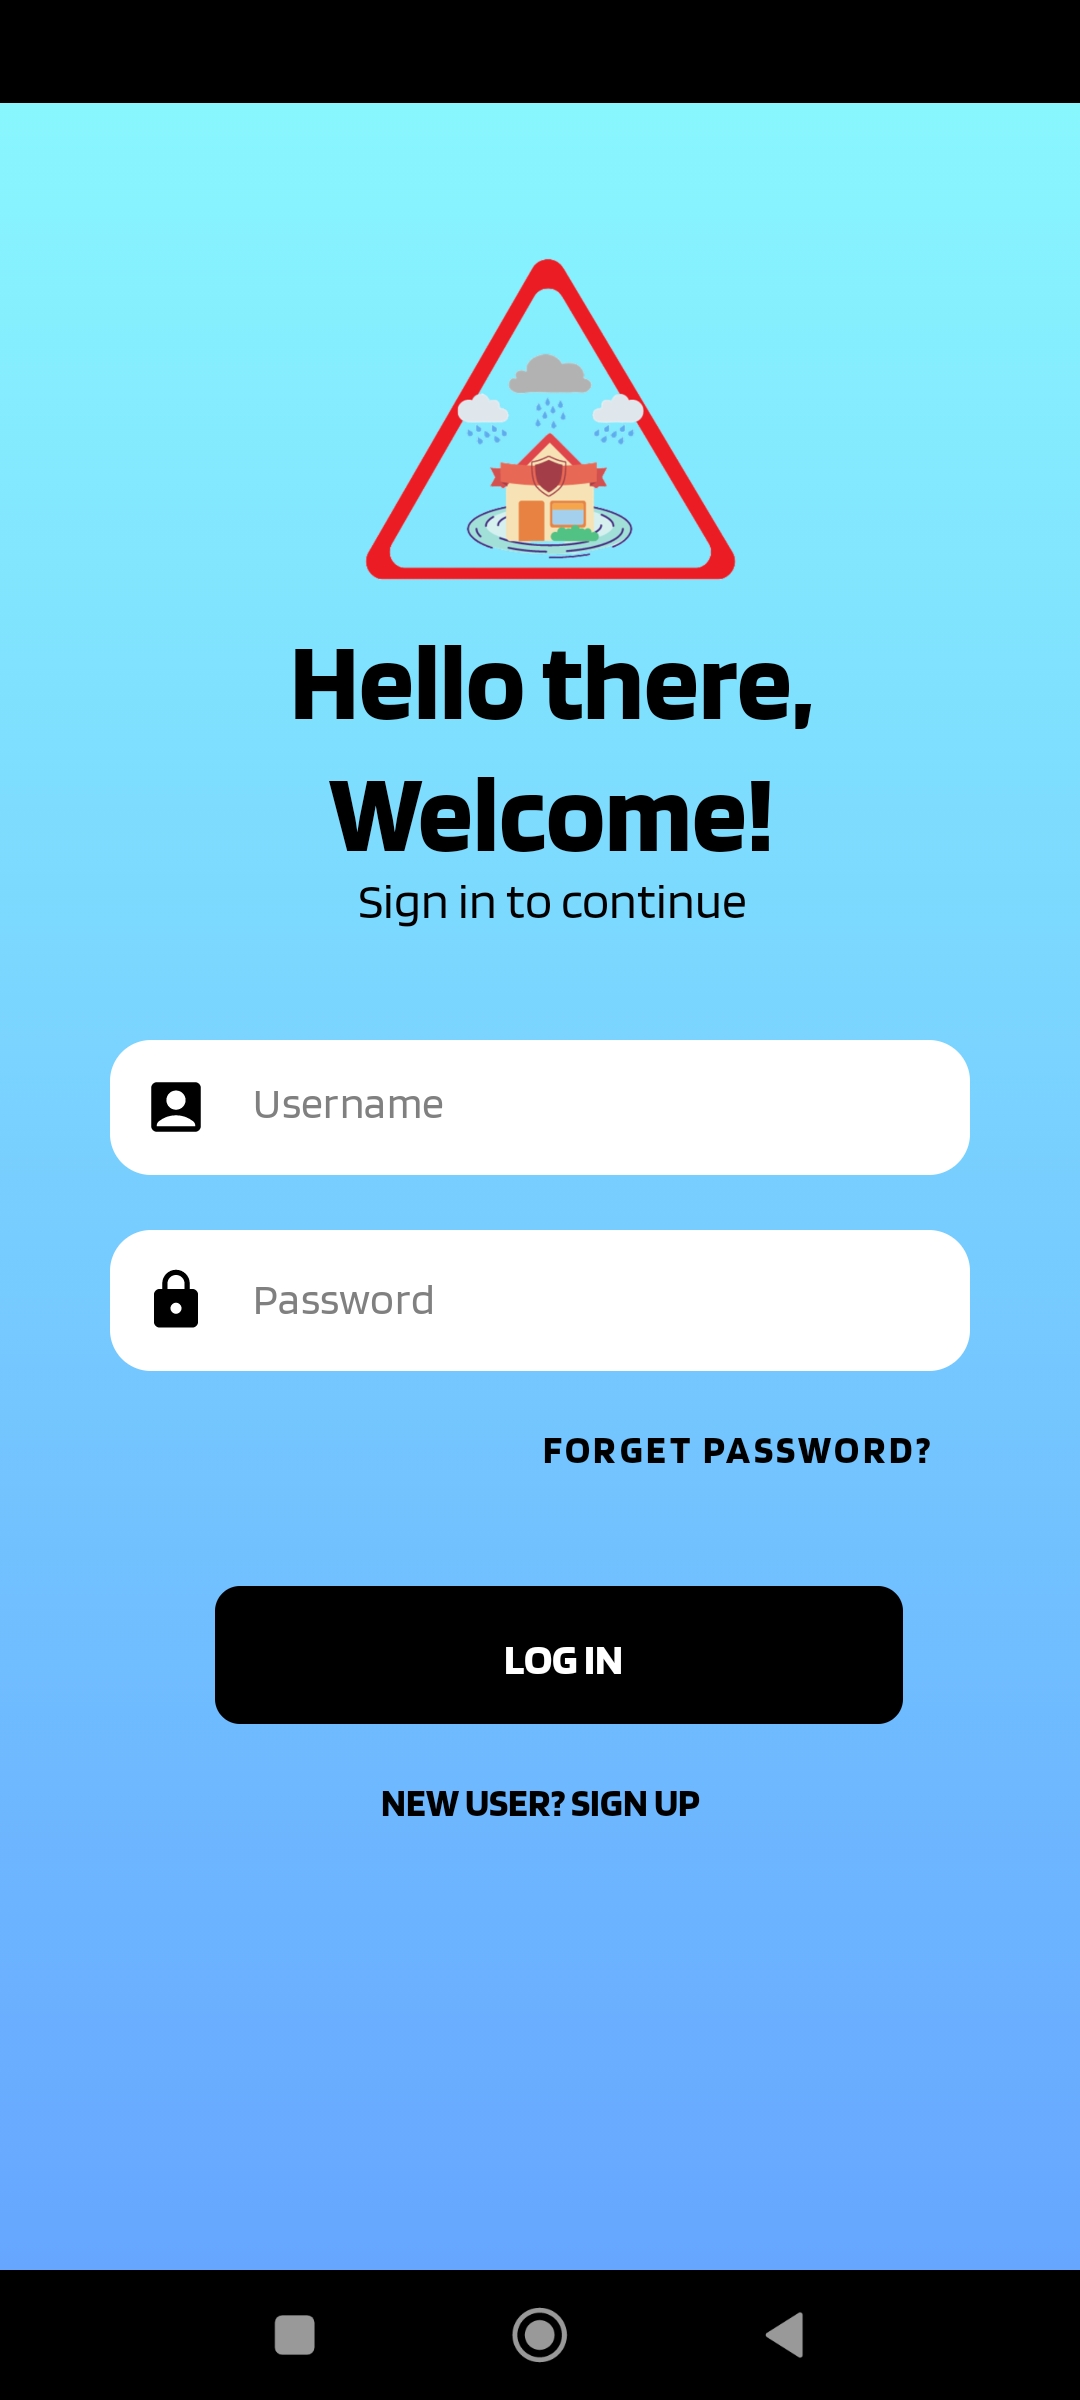 Hello there,
Welcome!
Sign in to continue
Username
Password
FORGET PASSWORD?
LOG IN
NEW USER? SIGN UP